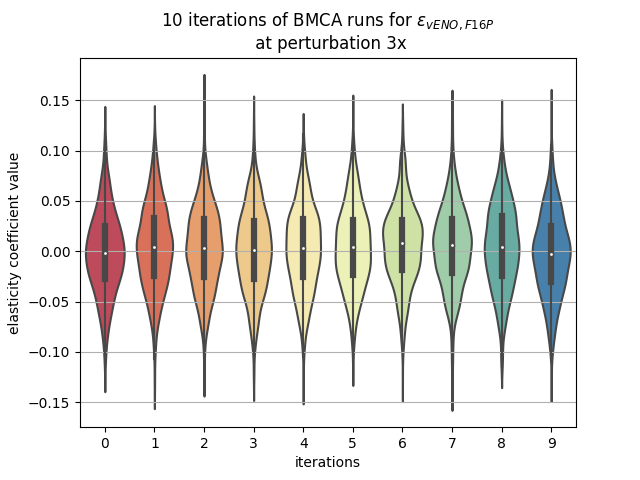 10 iterations of BMCA runs for ε_{vENO, F16P}
at perturbation 3x
elasticity coefficient value
0.15
0.10
0.05
0.00
−0.05
−0.10
−0.15
0 1 2 3 4 5 6 7 8 9
iterations